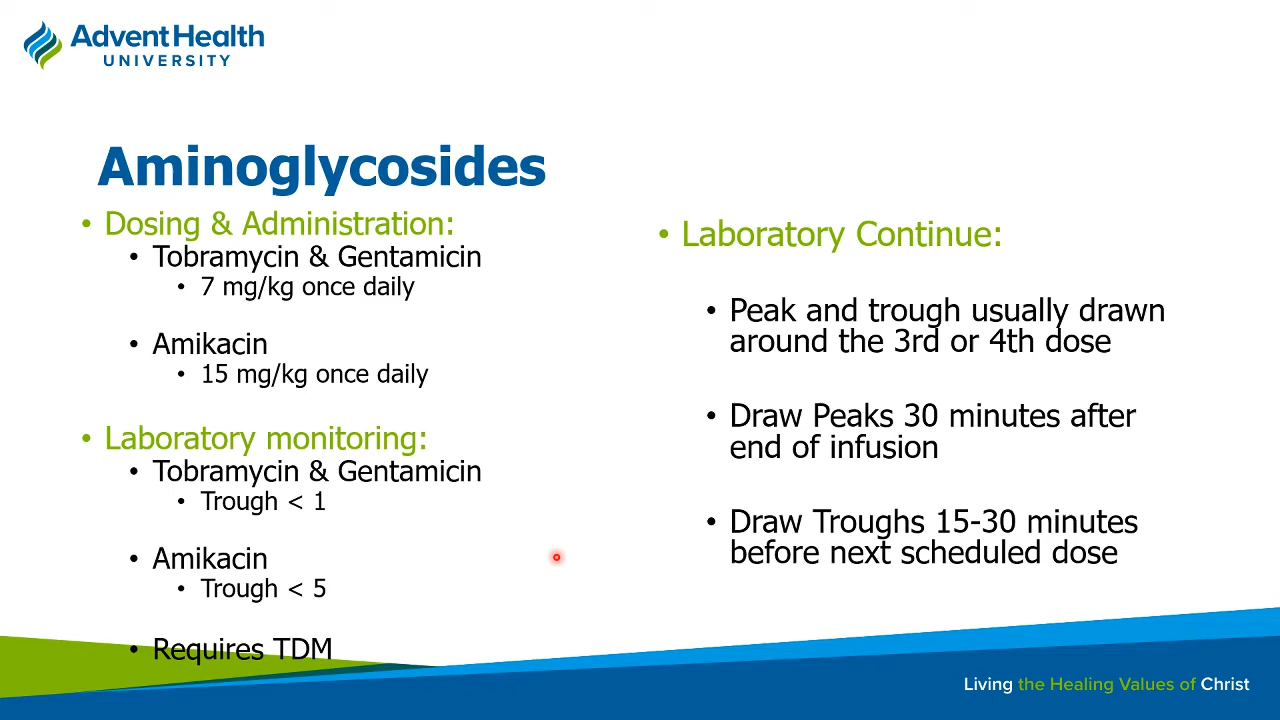 AdventHealth
UNIVERSITY
Aminoglycosides
• Dosing & Administration:
• Tobramycin & Gentamicin
• 7 mg/kg once daily
• Amikacin
• 15 mg/kg once daily
• Laboratory monitoring:
• Tobramycin & Gentamicin
• Trough < 1
• Amikacin
• Trough < 5
• Requires TDM
• Laboratory Continue:
• Peak and trough usually drawn
around the 3rd or 4th dose
• Draw Peaks 30 minutes after
end of infusion
• Draw Troughs 15-30 minutes
before next scheduled dose
Living the Healing Values of Christ